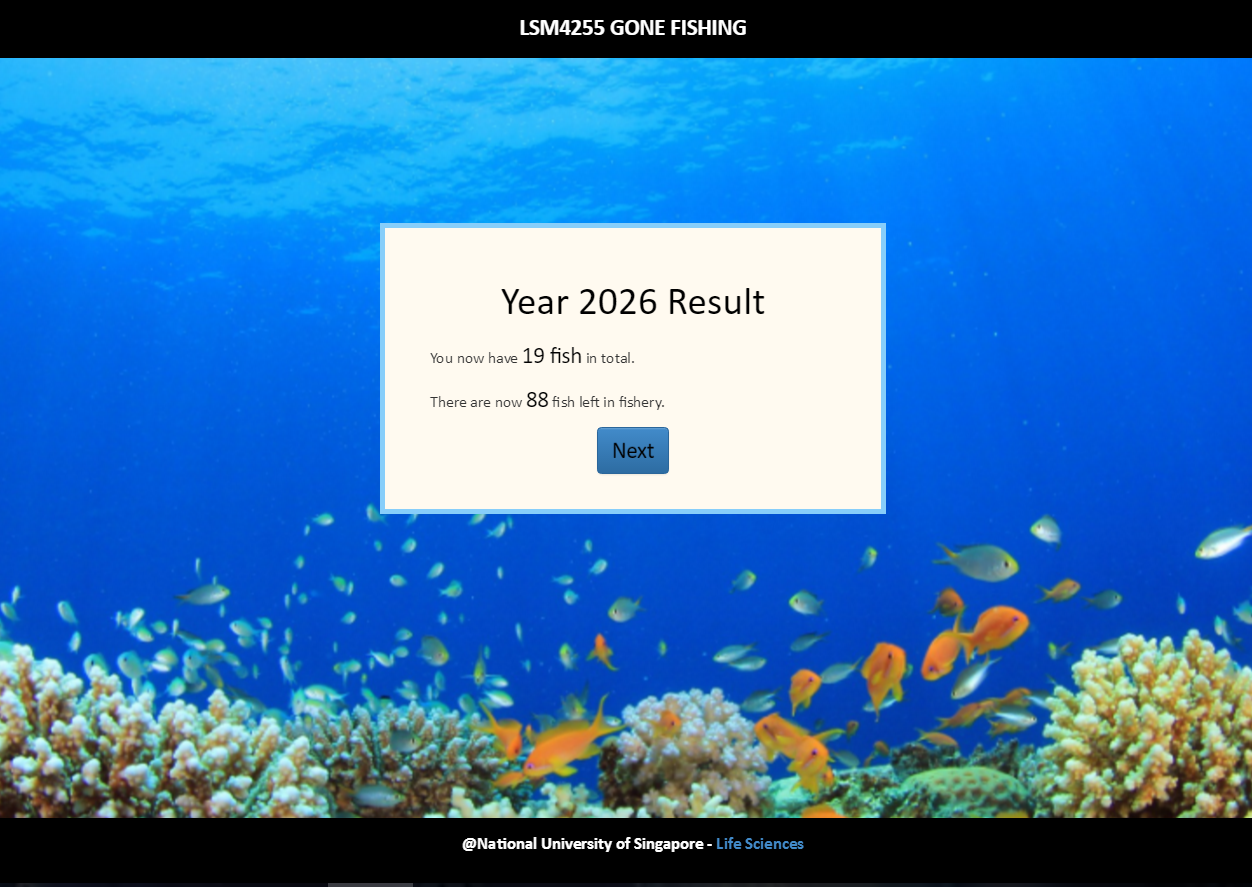 LSM4255 GONE FISHING
Year 2026 Result
You now have 19 fish in total.
There are now 88 fish left in fishery.
Next
@National University of Singapore - Life Sciences